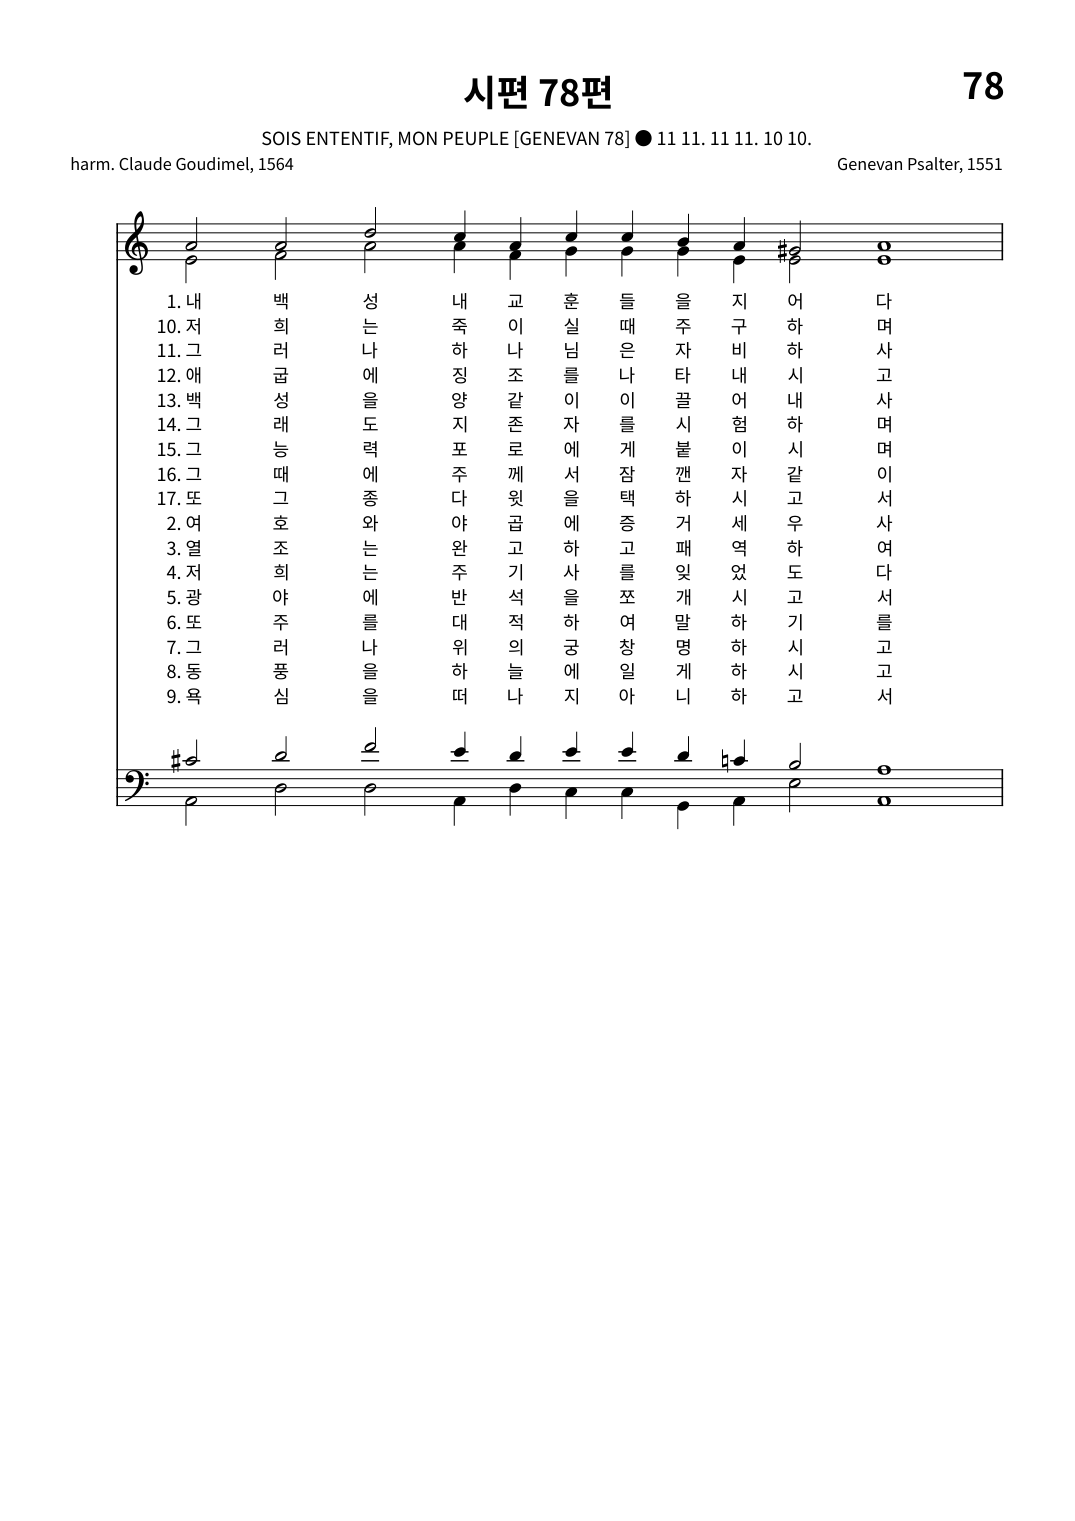 시편 78편
78
SOIS ENTENTIF, MON PEUPLE [GENEVAN 78] ● 11 11. 11 11. 10 10.
harm. Claude Goudimel, 1564
Genevan Psalter, 1551
1. 내 백 성 내 교 훈 들 을 지 어 다
10. 저 희 는 죽 이 실 때 주 구 하 며
11. 그 러 나 하 나 님 은 자 비 하 사
12. 애 굽 에 징 조 를 나 타 내 시 고
13. 백 성 을 양 같 이 이 끌 어 내 사
14. 그 래 도 지 존 자 를 시 험 하 며
15. 그 능 력 포 로 에 게 붙 이 시 며
16. 그 때 에 주 께 서 잠 깬 자 같 이
17. 또 그 종 다 윗 을 택 하 시 고 서
2. 여 호 와 야 곱 에 증 거 세 우 사
3. 열 조 는 완 고 하 고 패 역 하 여
4. 저 희 는 주 기 사 를 잊 었 도 다
5. 광 야 에 반 석 을 쪼 개 시 고 서
6. 또 주 를 대 적 하 여 말 하 기 를
7. 그 러 나 위 의 궁 창 명 하 시 고
8. 동 풍 을 하 늘 에 일 게 하 시 고
9. 욕 심 을 떠 나 지 아 니 하 고 서